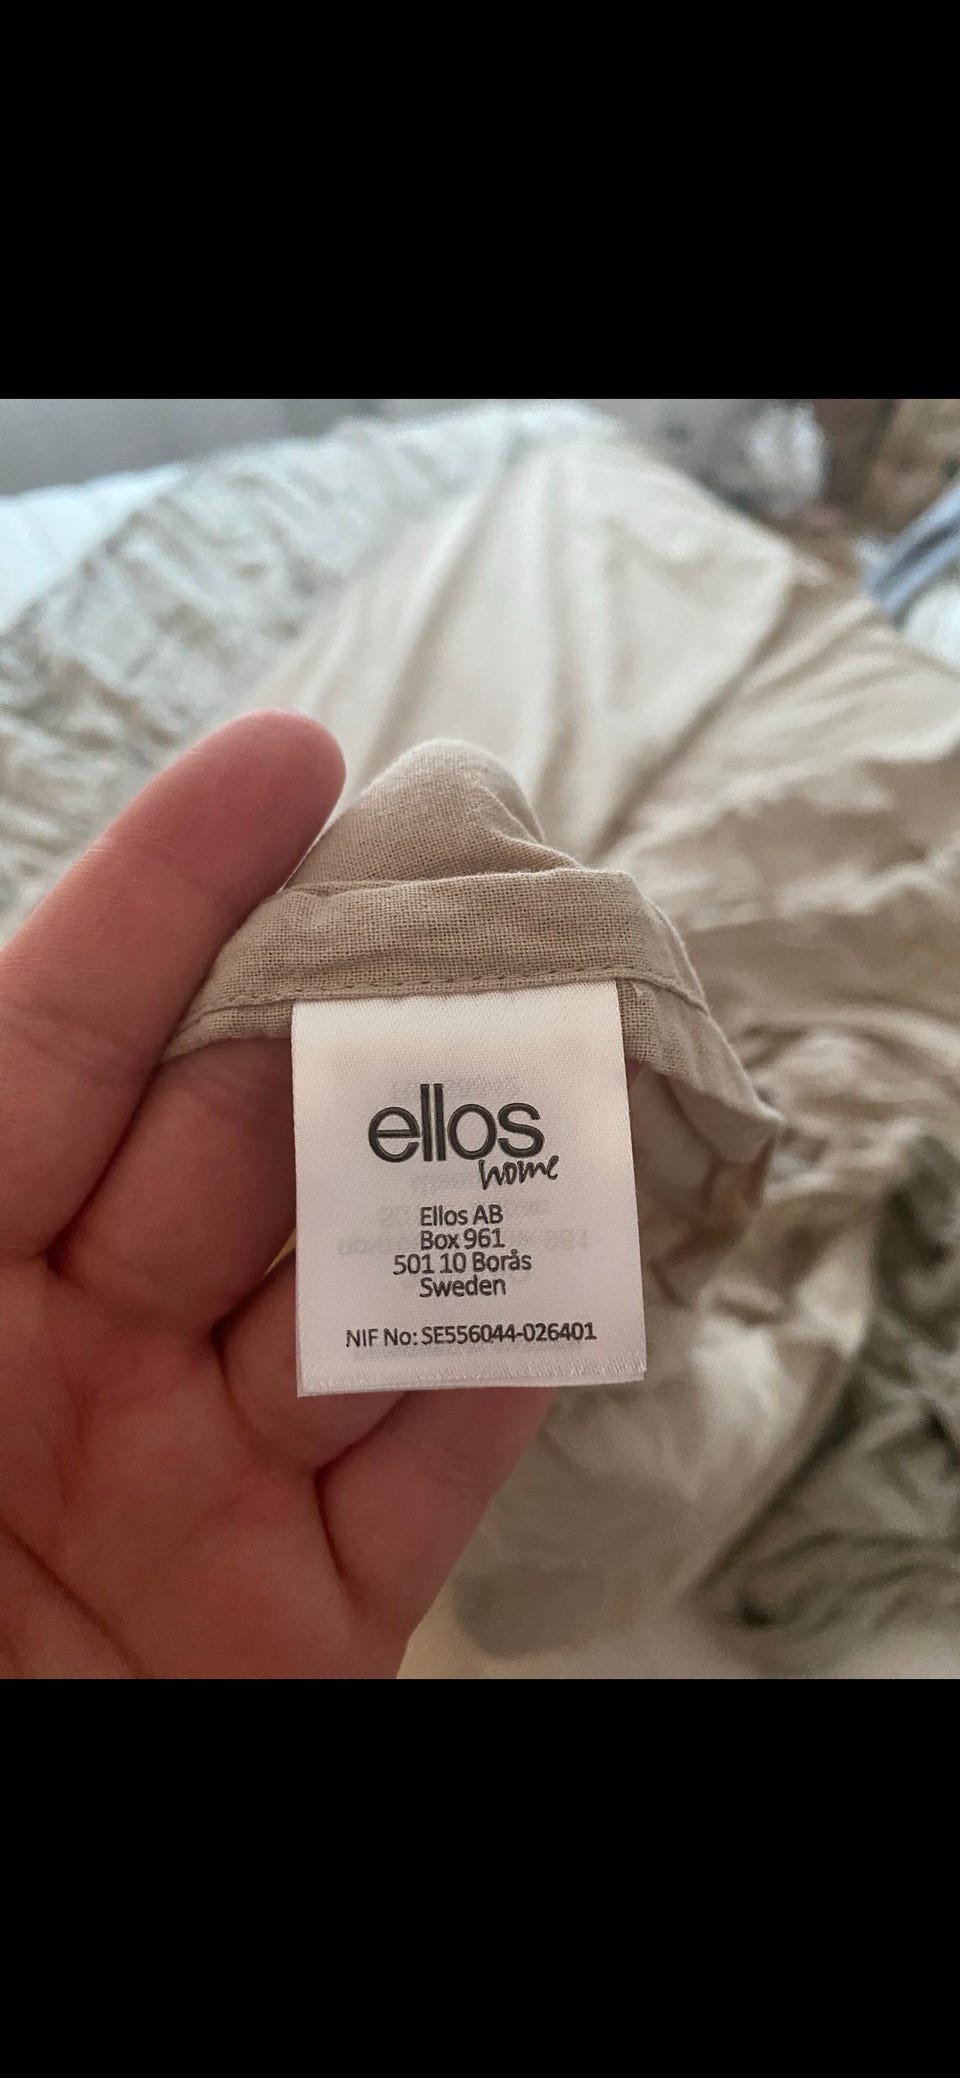 ellos
home
Ellos AB
Box 961
501 10 Borås
Sweden
NIF No: SE556044-026401